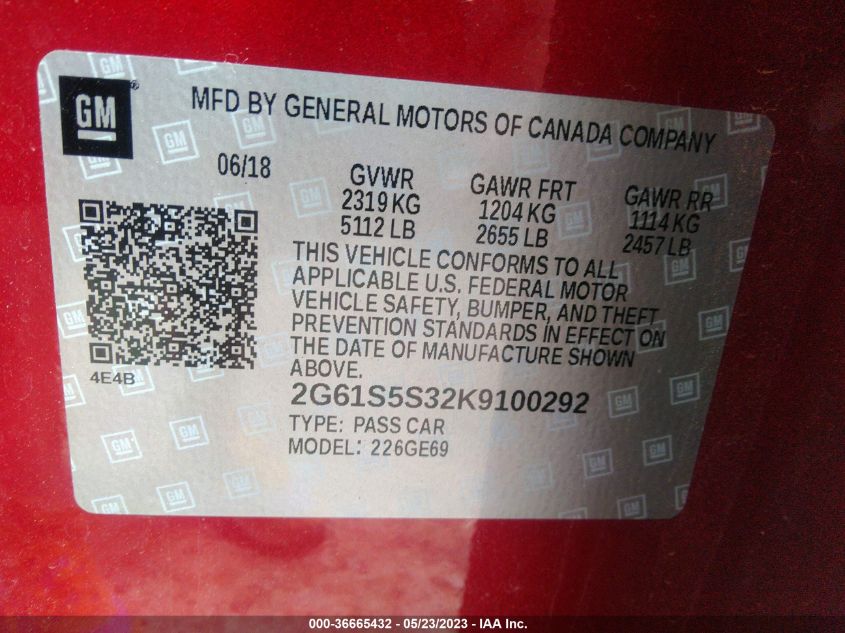 GM
MFD BY GENERAL MOTORS OF CANADA COMPANY
06/18
GVWR
2319 KG
5112 LB
GAWR FRT
1204 KG
2655 LB
GAWR RR
1114 KG
2457 LB
THIS VEHICLE CONFORMS TO ALL
APPLICABLE U.S. FEDERAL MOTOR
VEHICLE SAFETY, BUMPER, AND THEFT
PREVENTION STANDARDS IN EFFECT ON
THE DATE OF MANUFACTURE SHOWN
ABOVE.
4E4B
2G61S5S32K9100292
TYPE: PASS CAR
MODEL: 226GE69
000-36665432 - 05/23/2023 - IAA Inc.